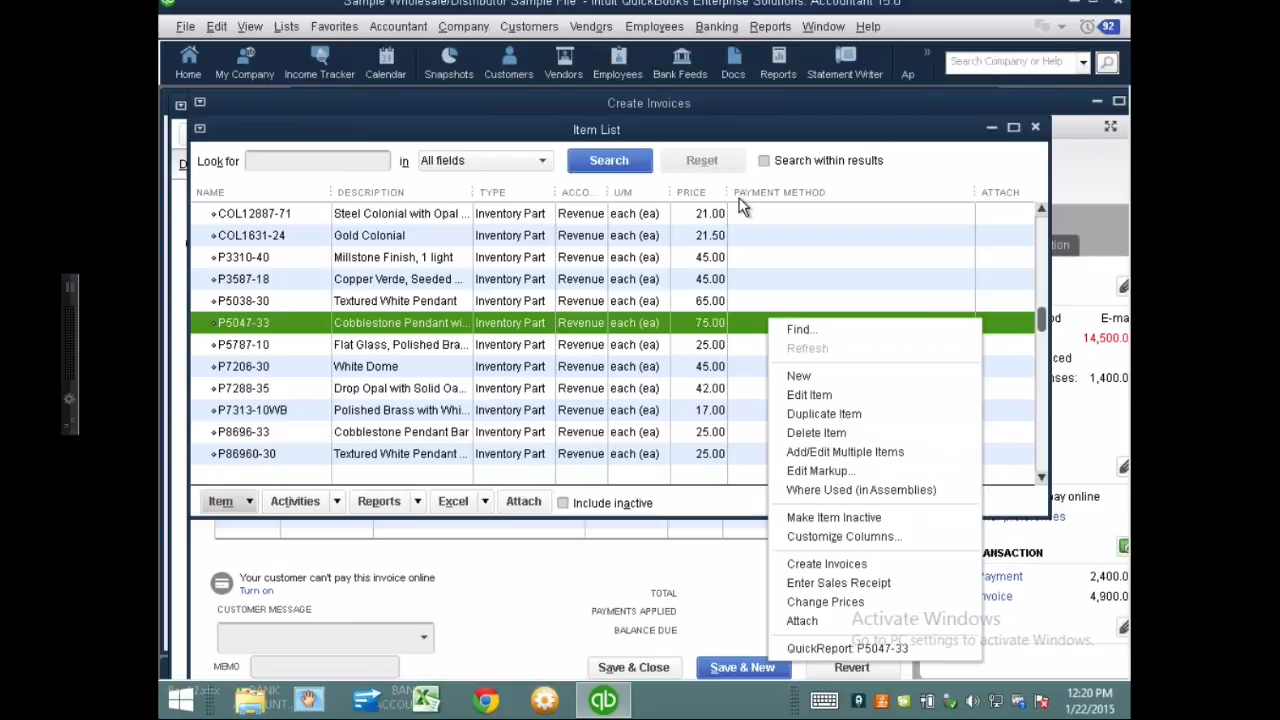 Sample Wholesale/Distributor Sample File - Intuit QuickBooks Enterprise Solutions: Accountant 15.0
File Edit View Lists Favorites Accountant Company Customers Vendors Employees Banking Reports Window Help 92
Home My Company Income Tracker Calendar Snapshots Customers Vendors Employees Bank Feeds Docs Reports Statement Writer Ap » Search Company or Help
Create Invoices
Item List
Look for in All fields Search Reset Search within results
NAME DESCRIPTION TYPE ACCO... U/M PRICE PAYMENT METHOD ATTACH
COL12887-71 Steel Colonial with Opal ... Inventory Part Revenue each (ea) 21.00
COL1631-24 Gold Colonial Inventory Part Revenue each (ea) 21.50
P3310-40 Millstone Finish, 1 light Inventory Part Revenue each (ea) 45.00
P3587-18 Copper Verde, Seeded ... Inventory Part Revenue each (ea) 45.00
P5038-30 Textured White Pendant Inventory Part Revenue each (ea) 65.00
P5047-33 Cobblestone Pendant wi... Inventory Part Revenue each (ea) 75.00
P5787-10 Flat Glass, Polished Bra... Inventory Part Revenue each (ea) 25.00
P7206-30 White Dome Inventory Part Revenue each (ea) 45.00
P7288-35 Drop Opal with Solid Oa... Inventory Part Revenue each (ea) 42.00
P7313-10WB Polished Brass with Whi... Inventory Part Revenue each (ea) 17.00
P8696-33 Cobblestone Pendant Bar Inventory Part Revenue each (ea) 25.00
P86960-30 Textured White Pendant ... Inventory Part Revenue each (ea) 25.00
Item Activities Reports Excel Attach Include inactive
Find...
Refresh
New
Edit Item
Duplicate Item
Delete Item
Add/Edit Multiple Items
Edit Markup...
Where Used (in Assemblies)
Make Item Inactive
Customize Columns...
Create Invoices
Enter Sales Receipt
Change Prices
Attach
QuickReport: P5047-33
tion
od E-ma
14,500.0
ced
nses: 1,400.0
pay online
ANSACTION
ayment 2,400.0
nvoice 4,900.0
Your customer can't pay this invoice online
Turn on
CUSTOMER MESSAGE
TOTAL
PAYMENTS APPLIED
BALANCE DUE
MEMO
Save & Close Save & New Revert
Activate Windows
Go to PC settings to activate Windows.
12:20 PM
1/22/2015